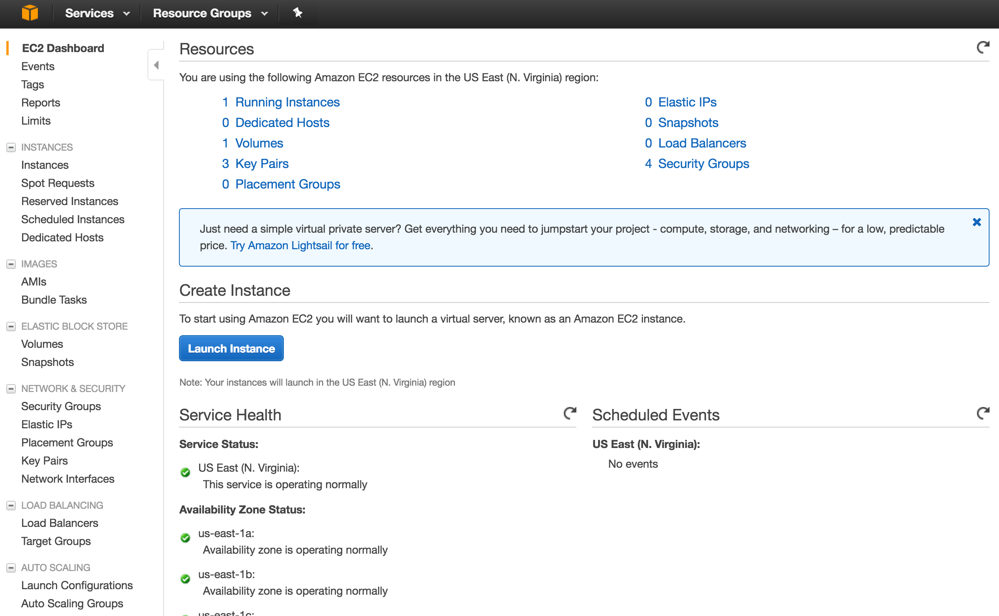 Services
Resource Groups
EC2 Dashboard
Events
Tags
Reports
Limits
INSTANCES
Instances
Spot Requests
Reserved Instances
Scheduled Instances
Dedicated Hosts
IMAGES
AMIs
Bundle Tasks
ELASTIC BLOCK STORE
Volumes
Snapshots
NETWORK & SECURITY
Security Groups
Elastic IPs
Placement Groups
Key Pairs
Network Interfaces
LOAD BALANCING
Load Balancers
Target Groups
AUTO SCALING
Launch Configurations
Auto Scaling Groups
Resources
You are using the following Amazon EC2 resources in the US East (N. Virginia) region:
1 Running Instances
0 Dedicated Hosts
1 Volumes
3 Key Pairs
0 Placement Groups
0 Elastic IPs
0 Snapshots
0 Load Balancers
4 Security Groups
Just need a simple virtual private server? Get everything you need to jumpstart your project - compute, storage, and networking – for a low, predictable
price. Try Amazon Lightsail for free.
Create Instance
To start using Amazon EC2 you will want to launch a virtual server, known as an Amazon EC2 instance.
Launch Instance
Note: Your instances will launch in the US East (N. Virginia) region
Service Health
Service Status:
US East (N. Virginia):
This service is operating normally
Availability Zone Status:
us-east-1a:
Availability zone is operating normally
us-east-1b:
Availability zone is operating normally
us-east-1c:
Scheduled Events
US East (N. Virginia):
No events